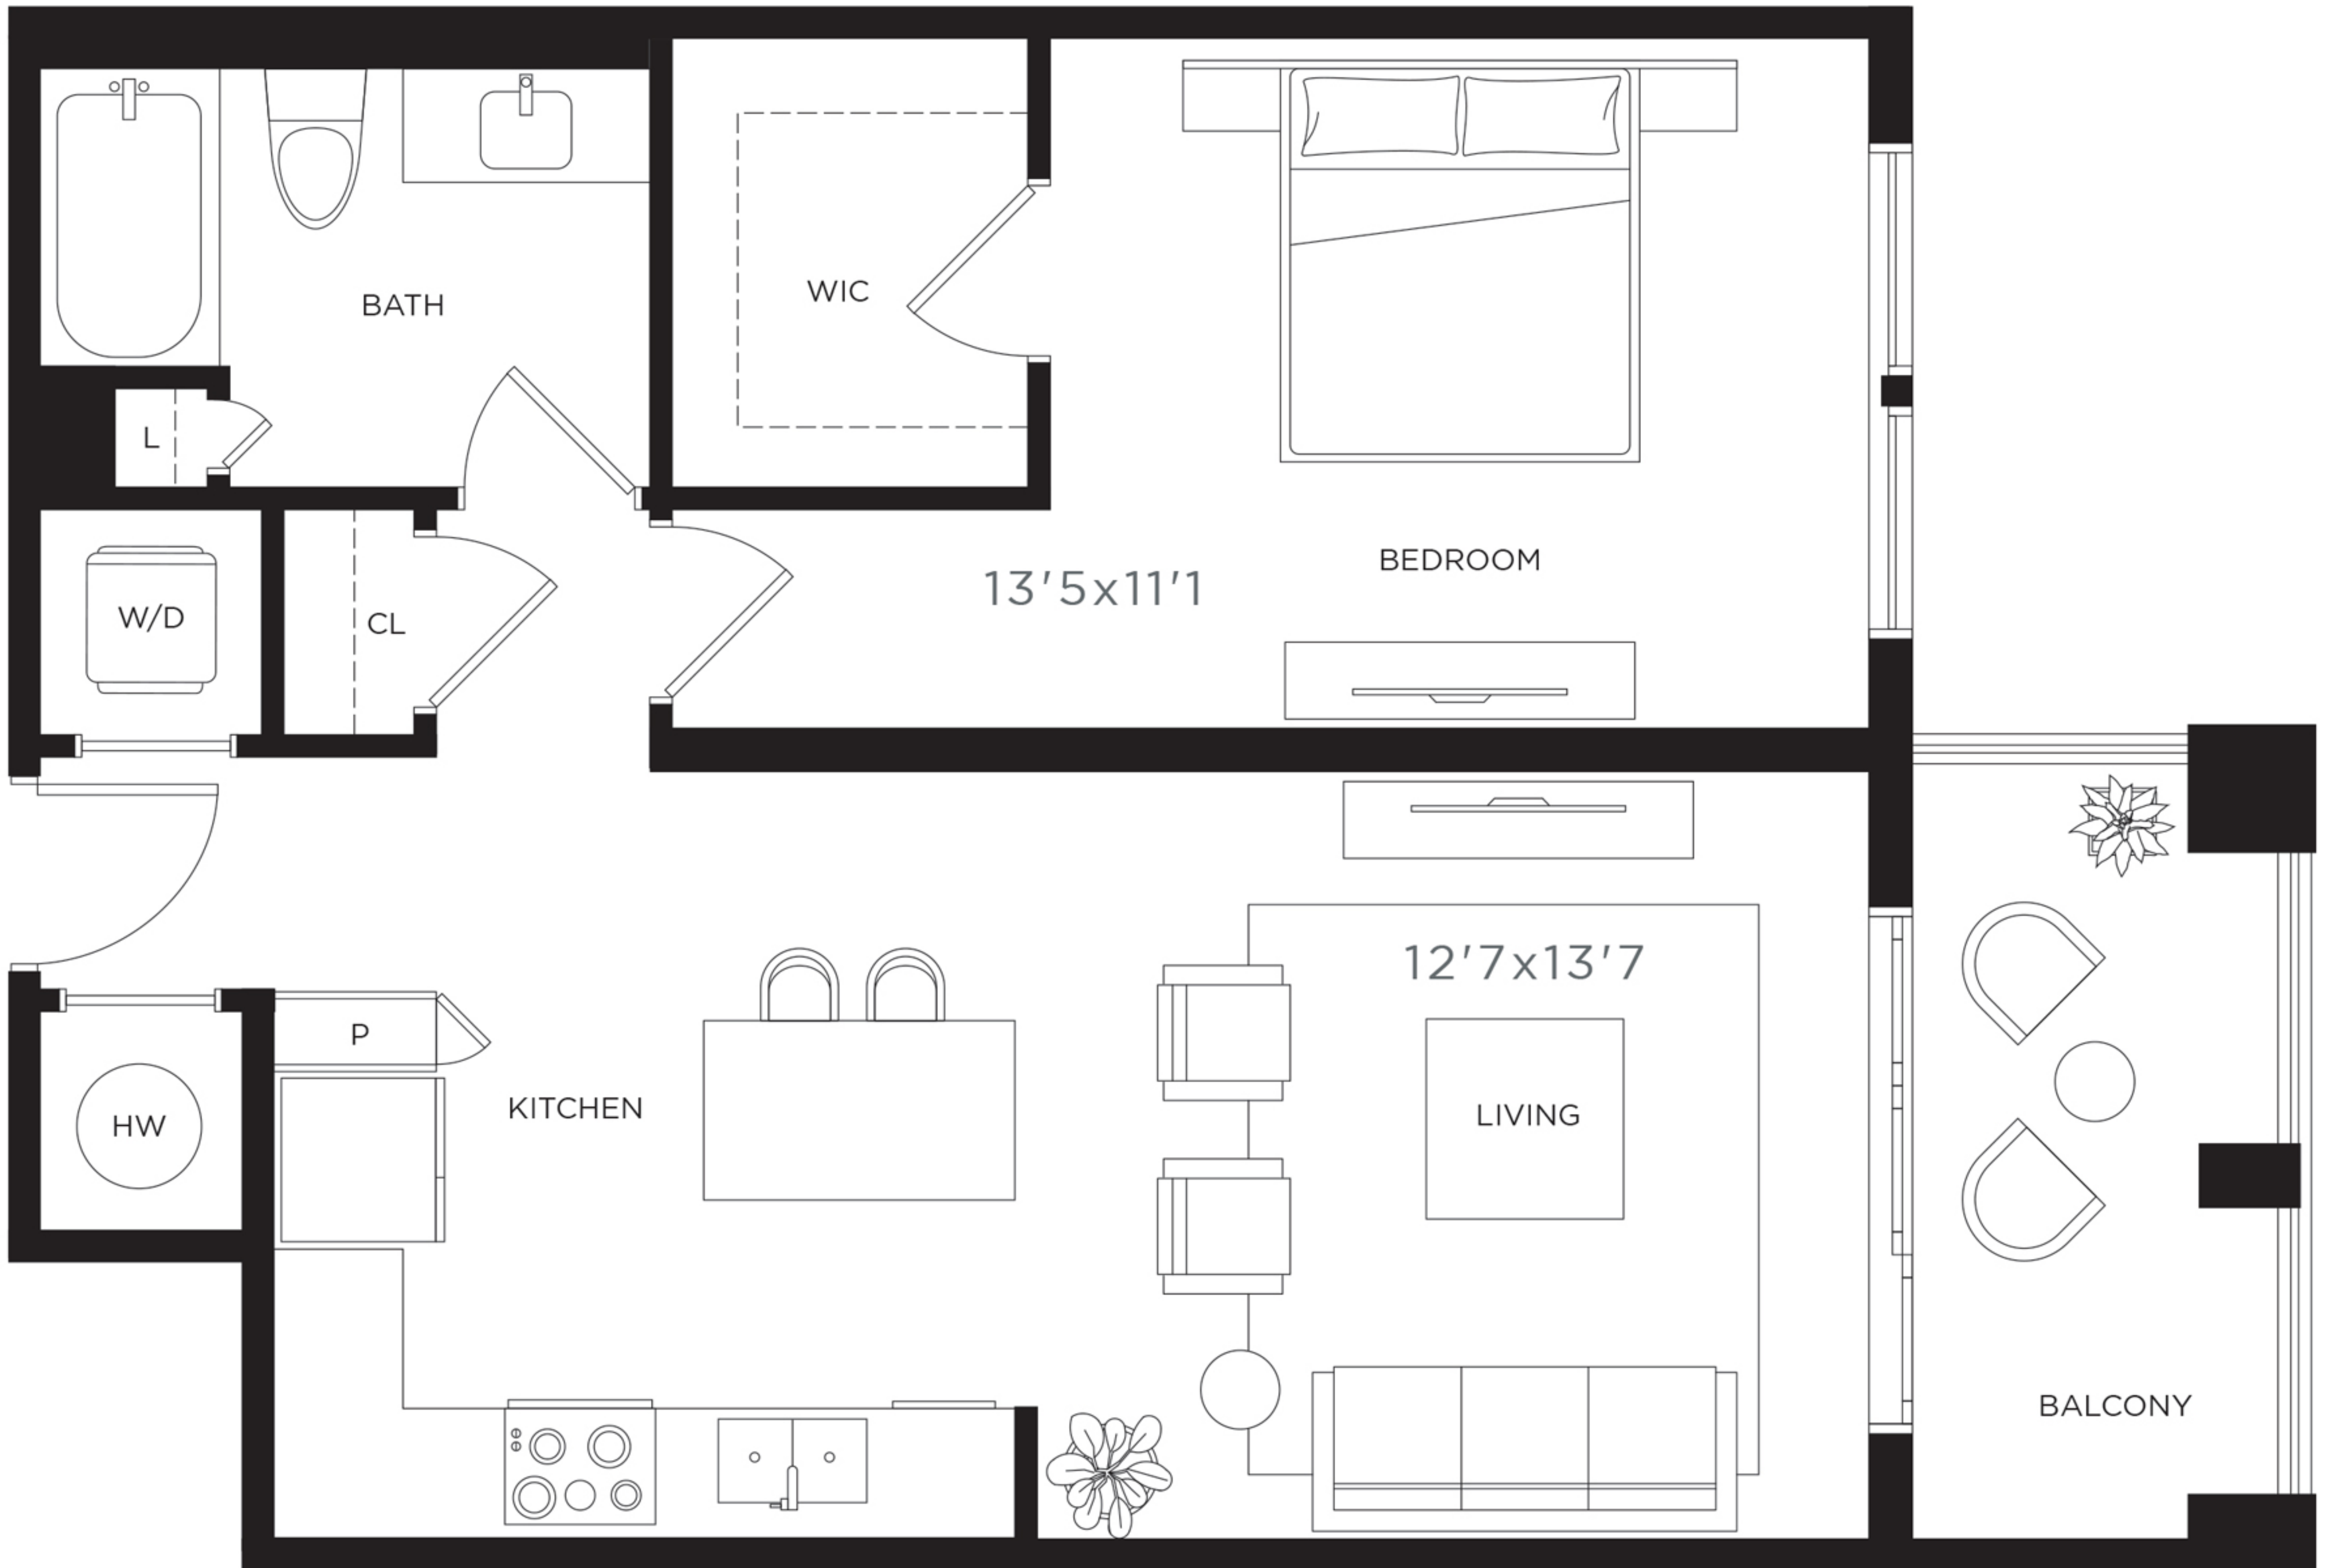 BATH
WIC
L
BEDROOM
13'5x11'1
W/D
CL
12'7x13'7
P
KITCHEN
LIVING
HW
BALCONY